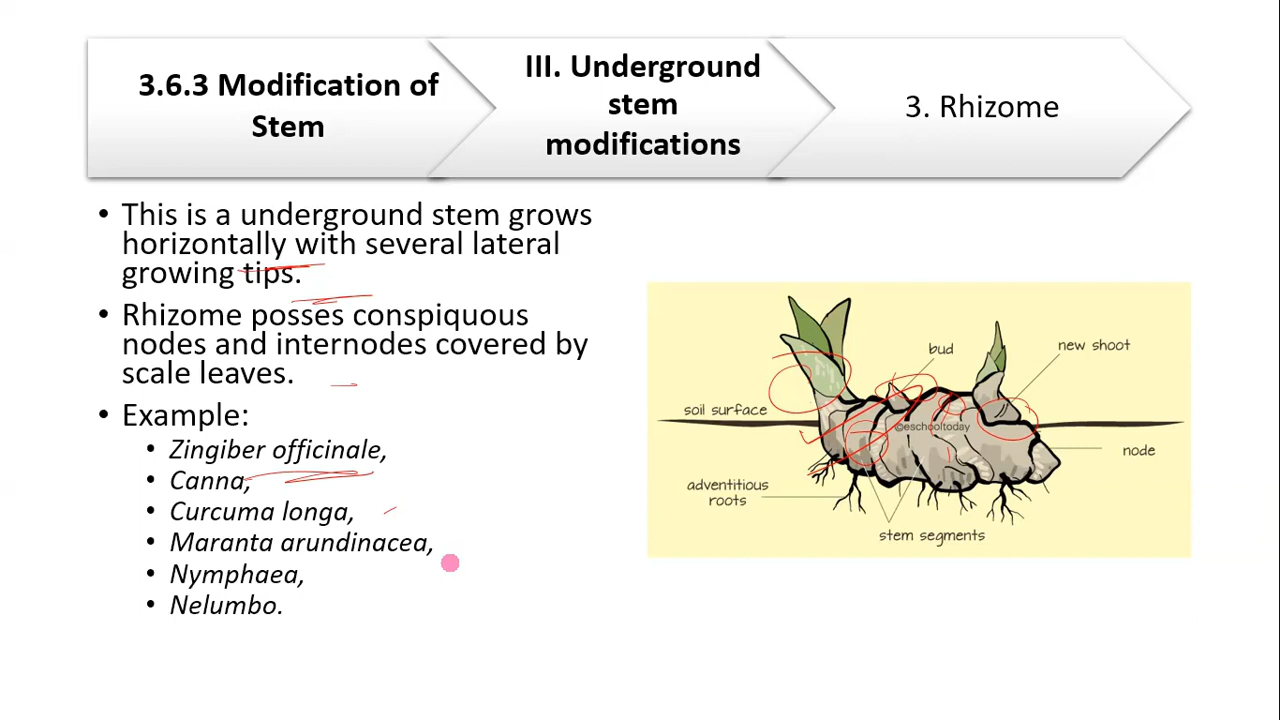 3.6.3 Modification of
Stem
III. Underground
stem
modifications
3. Rhizome
• This is a underground stem grows
horizontally with several lateral
growing tips.
• Rhizome posses conspiquous
nodes and internodes covered by
scale leaves.
• Example:
• Zingiber officinale,
• Canna,
• Curcuma longa,
• Maranta arundinacea,
• Nymphaea,
• Nelumbo.
bud
new shoot
soil surface
©eschooltoday
node
adventitious
roots
stem segments